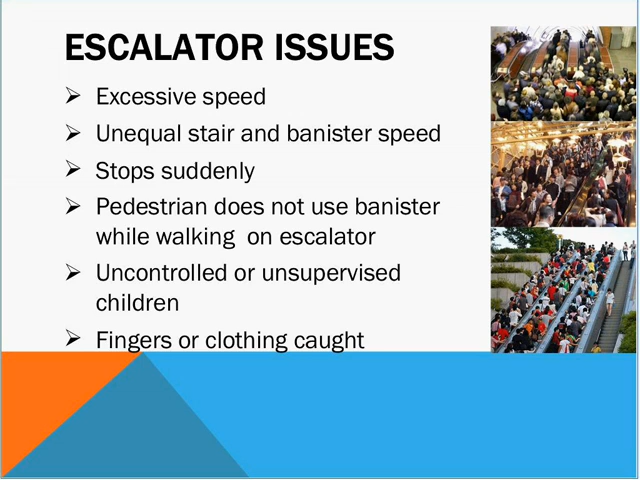 ESCALATOR ISSUES
➢ Excessive speed
➢ Unequal stair and banister speed
➢ Stops suddenly
➢ Pedestrian does not use banister
while walking  on escalator
➢ Uncontrolled or unsupervised
children
➢ Fingers or clothing caught